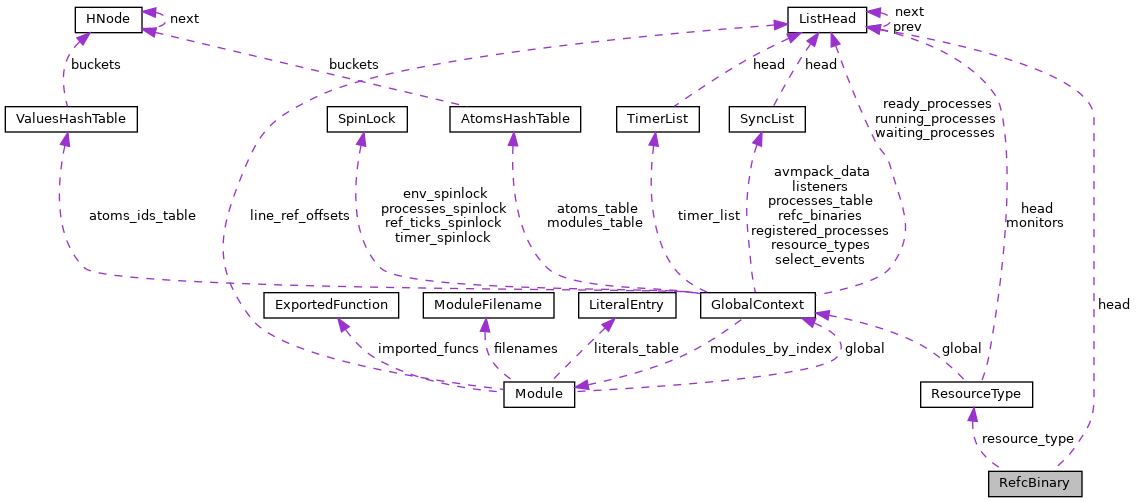 HNode
next
ListHead
next
prev
buckets
buckets
head
head
ValuesHashTable
SpinLock
AtomsHashTable
TimerList
SyncList
ready_processes
running_processes
waiting_processes
atoms_ids_table
line_ref_offsets
env_spinlock
processes_spinlock
ref_ticks_spinlock
timer_spinlock
atoms_table
modules_table
timer_list
avmpack_data
listeners
processes_table
refc_binaries
registered_processes
resource_types
select_events
head
monitors
head
ExportedFunction
ModuleFilename
LiteralEntry
GlobalContext
imported_funcs
filenames
literals_table
modules_by_index
global
global
Module
ResourceType
resource_type
RefcBinary